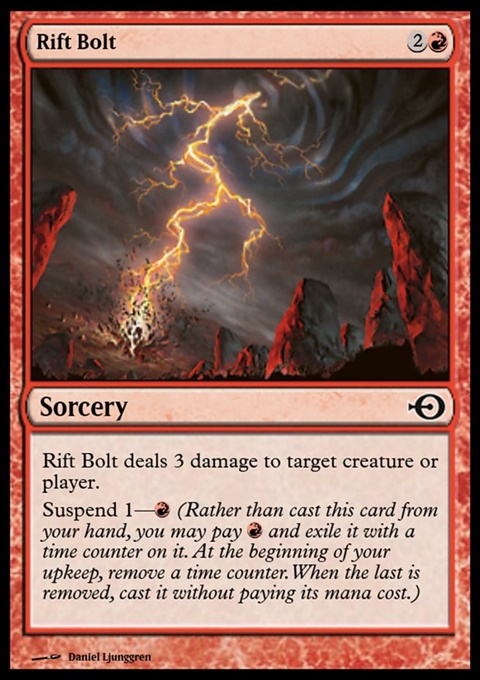 Rift Bolt 2
Sorcery
Rift Bolt deals 3 damage to target creature or
player.
Suspend 1— (Rather than cast this card from
your hand, you may pay and exile it with a
time counter on it. At the beginning of your
upkeep, remove a time counter. When the last is
removed, cast it without paying its mana cost.)
Daniel Ljunggren